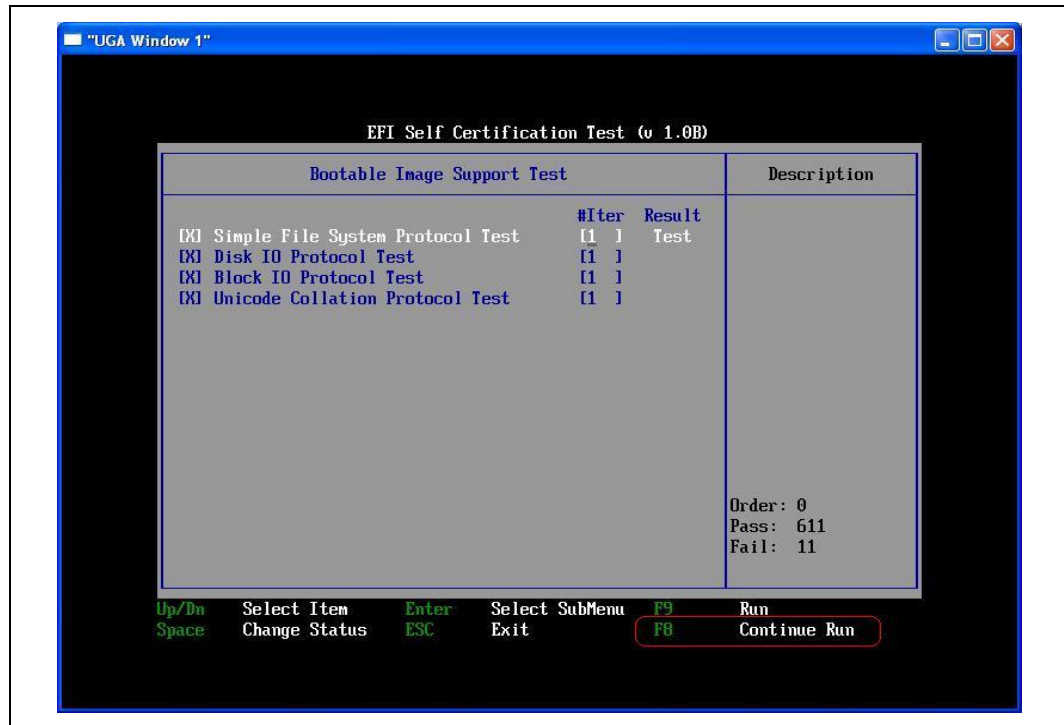 "UGA Window 1"
EFI Self Certification Test (v 1.0B)
Bootable Image Support Test
Description
#Iter Result
[X] Simple File System Protocol Test [1 ] Test
[X] Disk IO Protocol Test [1 ]
[X] Block IO Protocol Test [1 ]
[X] Unicode Collation Protocol Test [1 ]
Order: 0
Pass: 611
Fail: 11
Up/Dn Select Item Enter Select SubMenu F9 Run
Space Change Status ESC Exit F8 Continue Run